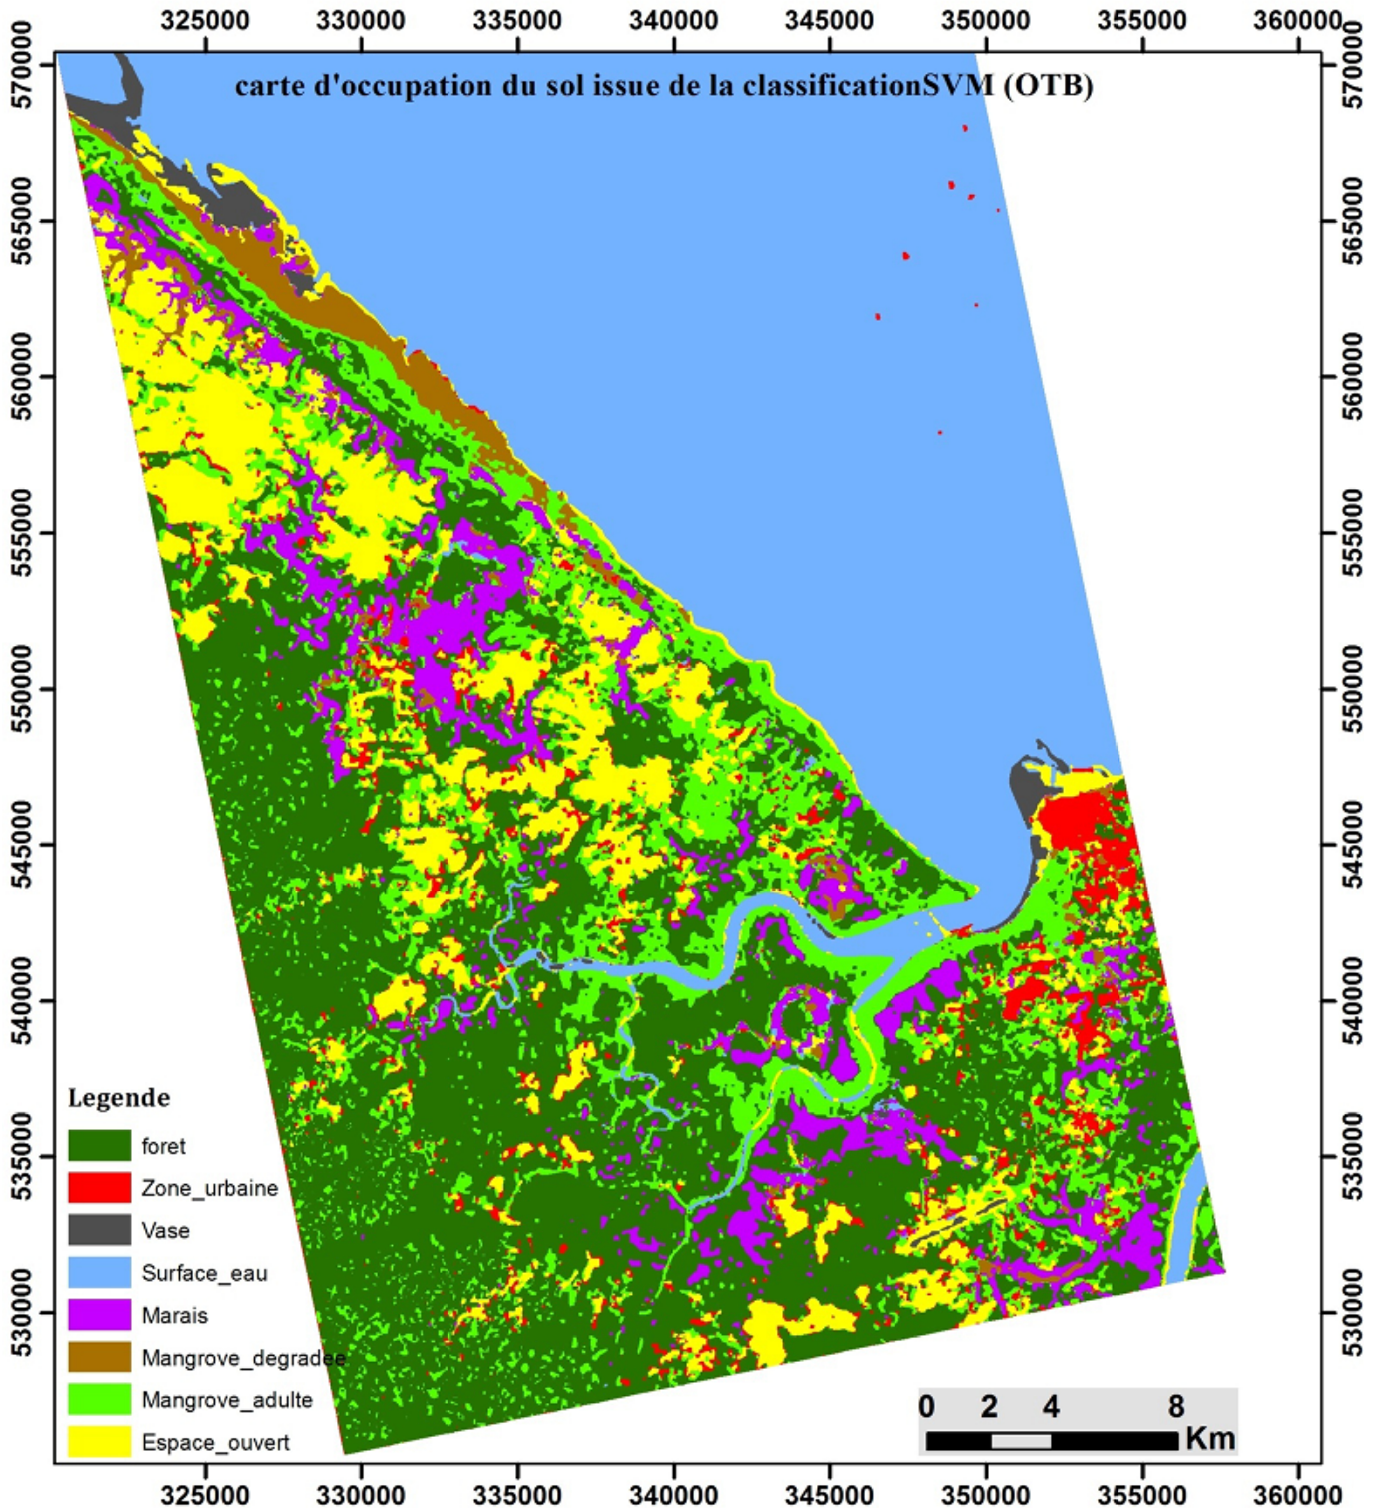 325000 330000 335000 340000 345000 350000 355000 360000
carte d'occupation du sol issue de la classificationSVM (OTB)
570000
565000
560000
555000
550000
545000
540000
535000
530000
570000
565000
560000
555000
550000
545000
540000
535000
530000
Legende
foret
Zone_urbaine
Vase
Surface_eau
Marais
Mangrove_degradee
Mangrove_adulte
Espace_ouvert
0 2 4 8
Km
325000 330000 335000 340000 345000 350000 355000 360000